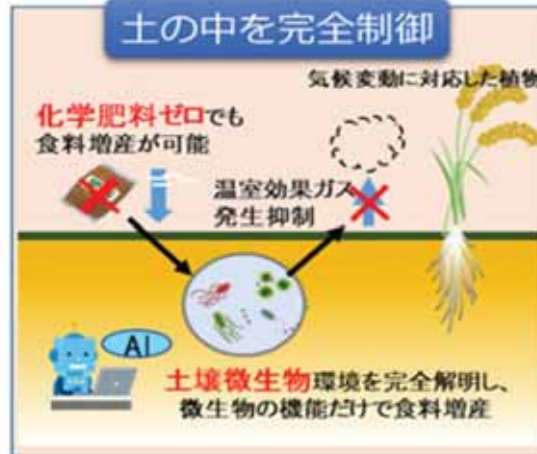 土の中を完全制御
気候変動に対応した植物
化学肥料ゼロでも
食料増産が可能
温室効果ガス
発生抑制
AI
土壌微生物環境を完全解明し、
微生物の機能だけで食料増産